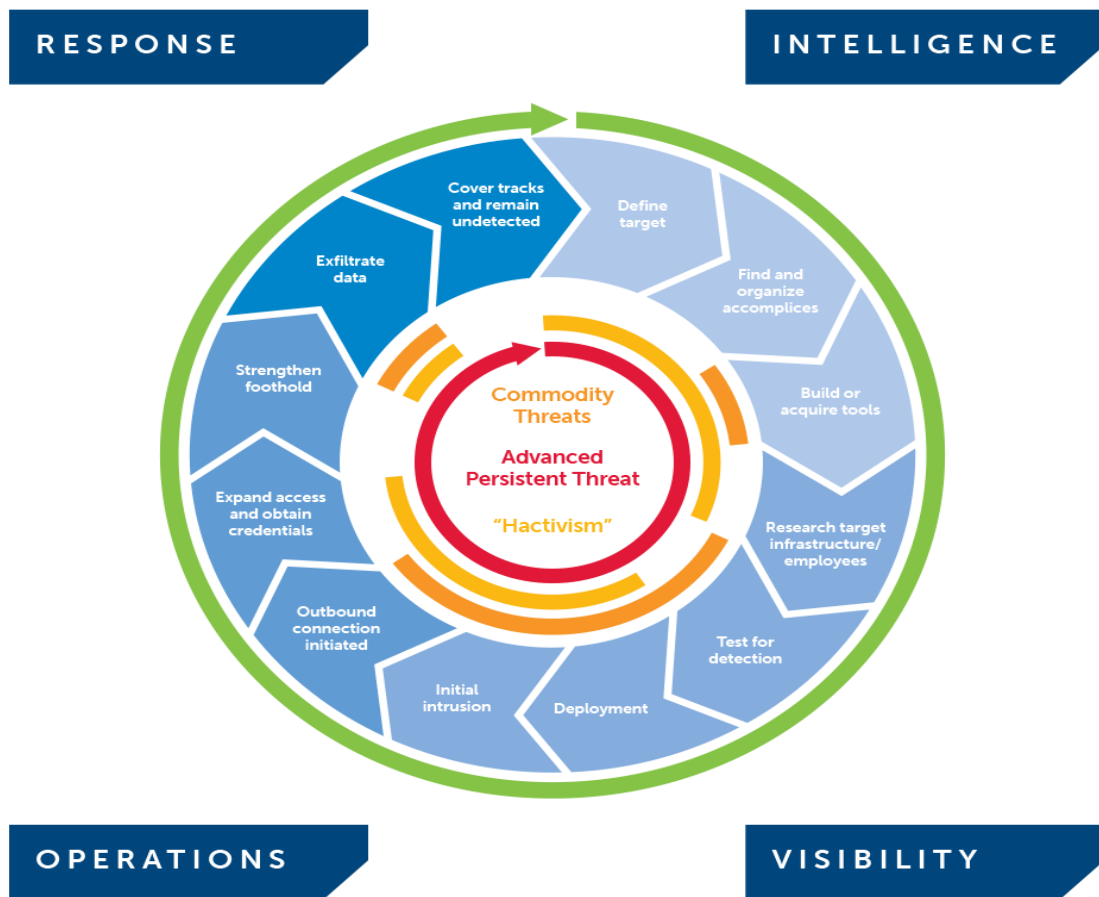 RESPONSE
INTELLIGENCE
Cover tracks
and remain
undetected
Define
target
Find and
organize
accomplices
Build or
acquire tools
Research target
infrastructure/
employees
Test for
detection
Deployment
Initial
intrusion
Outbound
connection
initiated
Expand access
and obtain
credentials
Strengthen
foothold
Exfiltrate
data
Commodity
Threats
Advanced
Persistent Threat
“Hactivism”
OPERATIONS
VISIBILITY